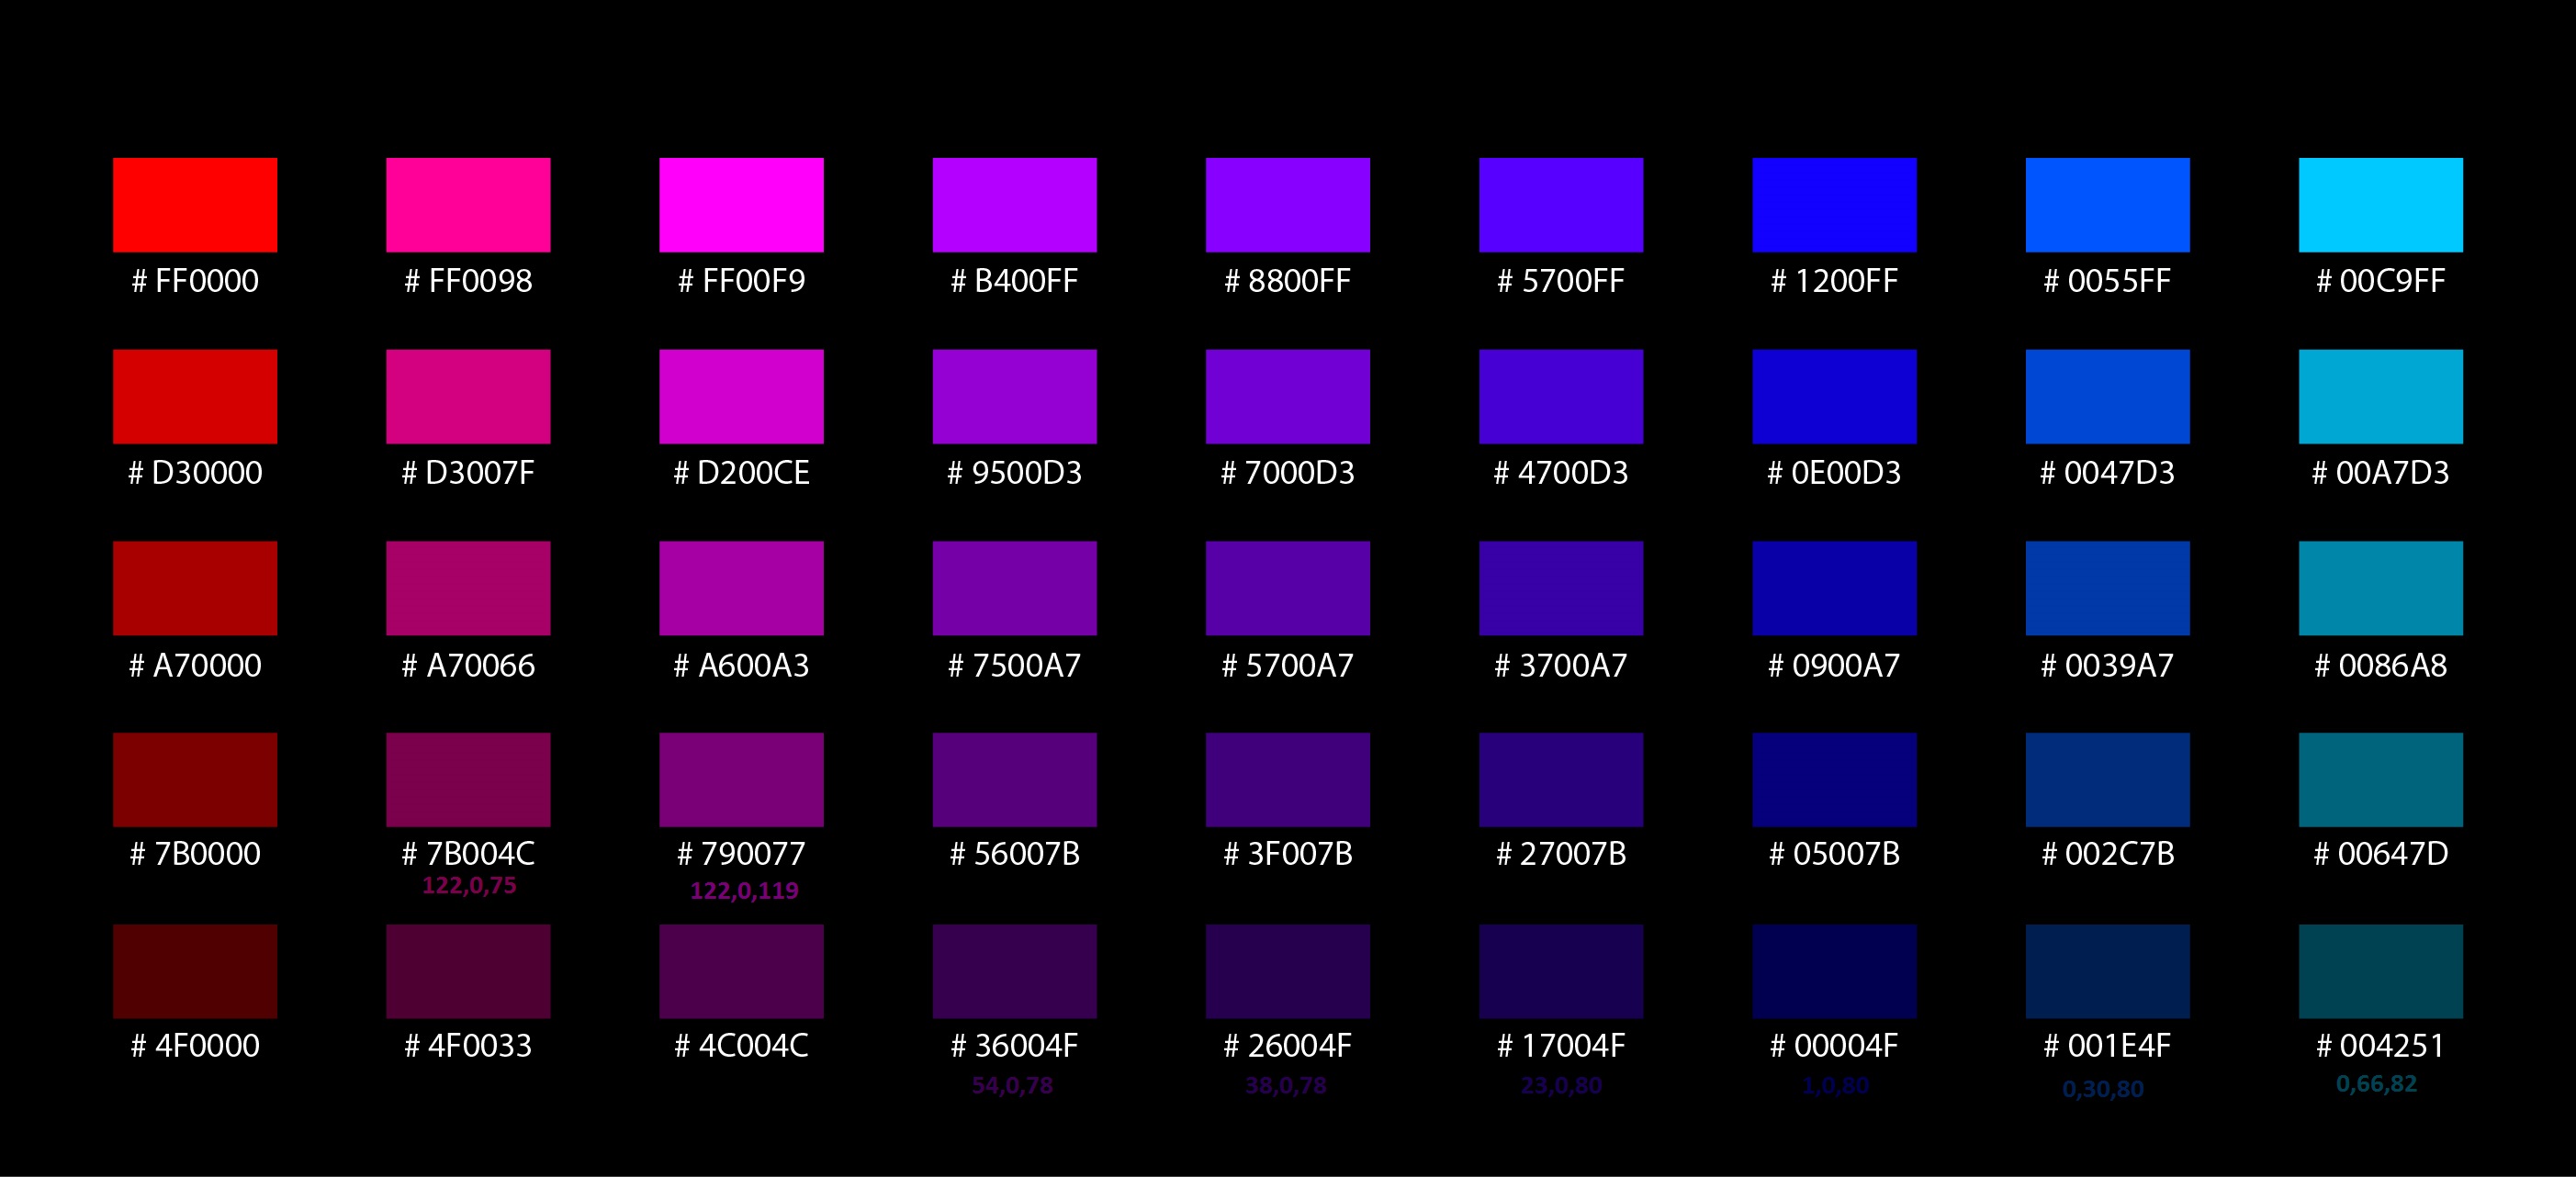 # FF0000 # FF0098 # FF00F9 # B400FF # 8800FF # 5700FF # 1200FF # 0055FF # 00C9FF
# D30000 # D3007F # D200CE # 9500D3 # 7000D3 # 4700D3 # 0E00D3 # 0047D3 # 00A7D3
# A70000 # A70066 # A600A3 # 7500A7 # 5700A7 # 3700A7 # 0900A7 # 0039A7 # 0086A8
# 7B0000 # 7B004C # 790077 # 56007B # 3F007B # 27007B # 05007B # 002C7B # 00647D
122,0,75 122,0,119
# 4F0000 # 4F0033 # 4C004C # 36004F # 26004F # 17004F # 00004F # 001E4F # 004251
54,0,78 38,0,78 23,0,80 1,0,80 0,30,80 0,66,82